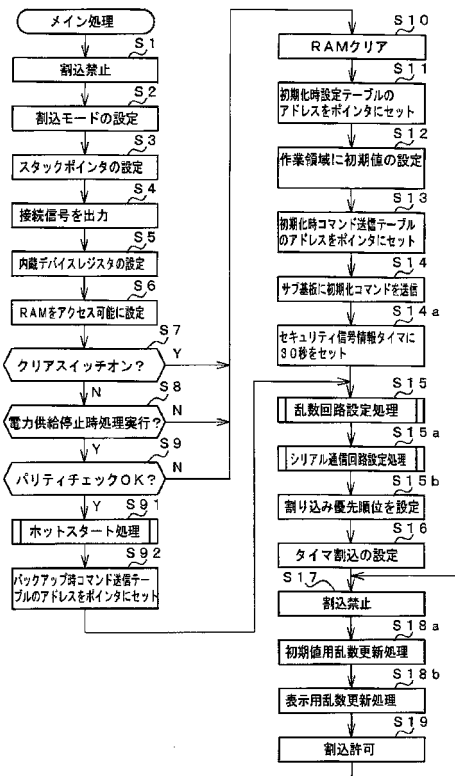 メイン処理
S1
割込禁止
S2
割込モードの設定
S3
スタックポインタの設定
S4
接続信号を出力
S5
内蔵デバイスレジスタの設定
S6
RAMをアクセス可能に設定
S7
クリアスイッチオン？
Y
N
S8
電力供給停止時処理実行？
N
Y
S9
パリティチェックOK？
N
Y
S91
ホットスタート処理
S92
バックアップ時コマンド送信テー
ブルのアドレスをポインタにセット
S10
RAMクリア
S11
初期化時設定テーブルの
アドレスをポインタにセット
S12
作業領域に初期値の設定
S13
初期化時コマンド送信テーブル
のアドレスをポインタにセット
S14
サブ基板に初期化コマンドを送信
S14a
セキュリティ信号情報タイマに
30秒をセット
S15
乱数回路設定処理
S15a
シリアル通信回路設定処理
S15b
割り込み優先順位を設定
S16
タイマ割込の設定
S17
割込禁止
S18a
初期値用乱数更新処理
S18b
表示用乱数更新処理
S19
割込許可